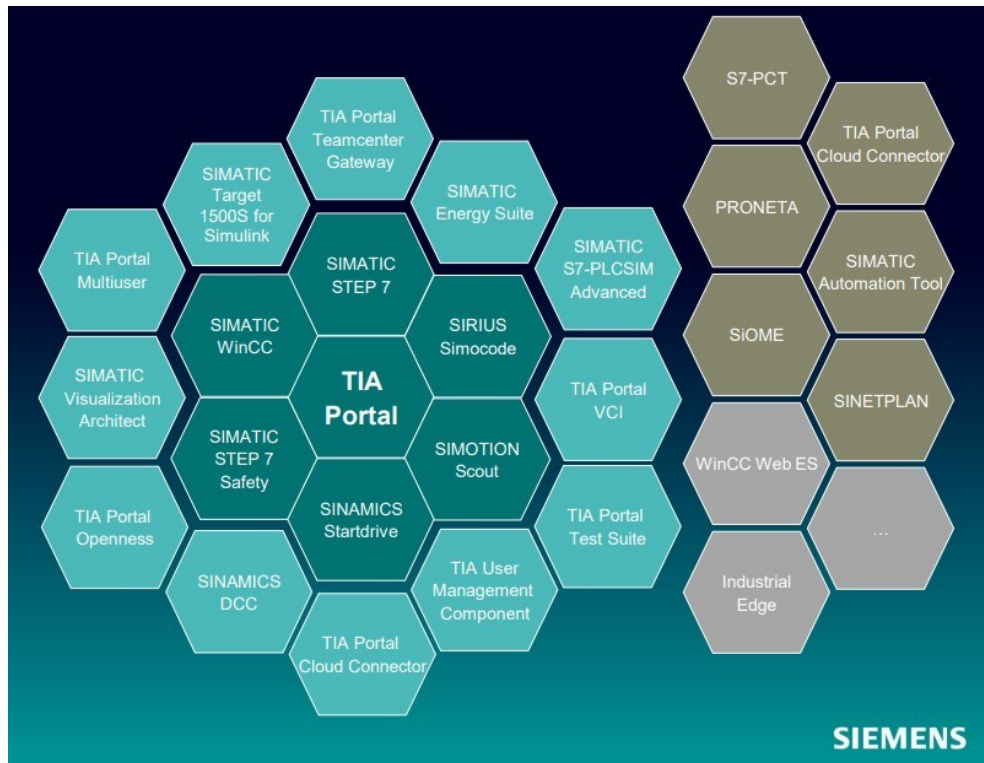 TIA Portal
Teamcenter
Gateway
SIMATIC
Target
1500S for
Simulink
SIMATIC
Energy Suite
TIA Portal
Multiuser
SIMATIC
STEP 7
SIMATIC
S7-PLCSIM
Advanced
SIMATIC
WinCC
SIRIUS
Simocode
SIMATIC
Visualization
Architect
TIA
Portal
TIA Portal
VCI
SIMATIC
STEP 7
Safety
SIMOTION
Scout
TIA Portal
Openness
SINAMICS
Startdrive
TIA Portal
Test Suite
SINAMICS
DCC
TIA User
Management
Component
TIA Portal
Cloud Connector
S7-PCT
TIA Portal
Cloud Connector
PRONETA
SIMATIC
Automation Tool
SiOME
SINETPLAN
WinCC Web ES
...
Industrial
Edge
SIEMENS